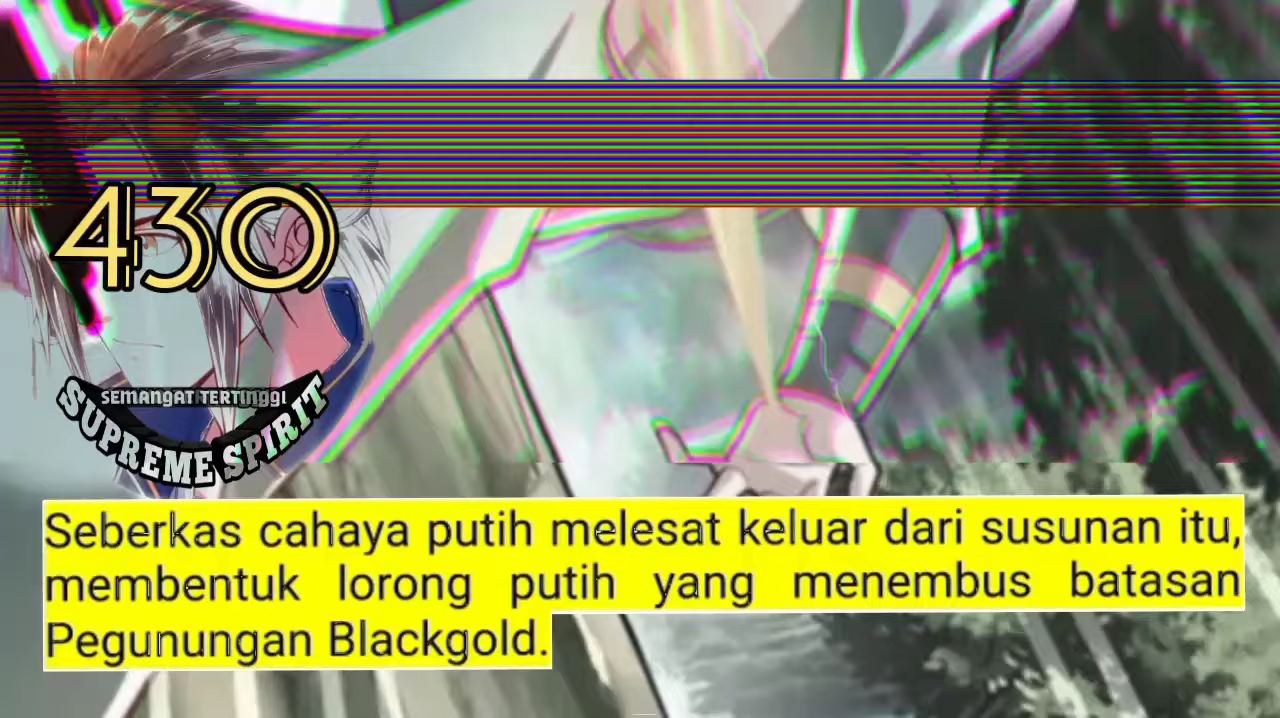 430
SEMANGAT TERTINGGI
SUPREME SPIRIT
Seberkas cahaya putih melesat keluar dari susunan itu,
membentuk lorong putih yang menembus batasan
Pegunungan Blackgold.